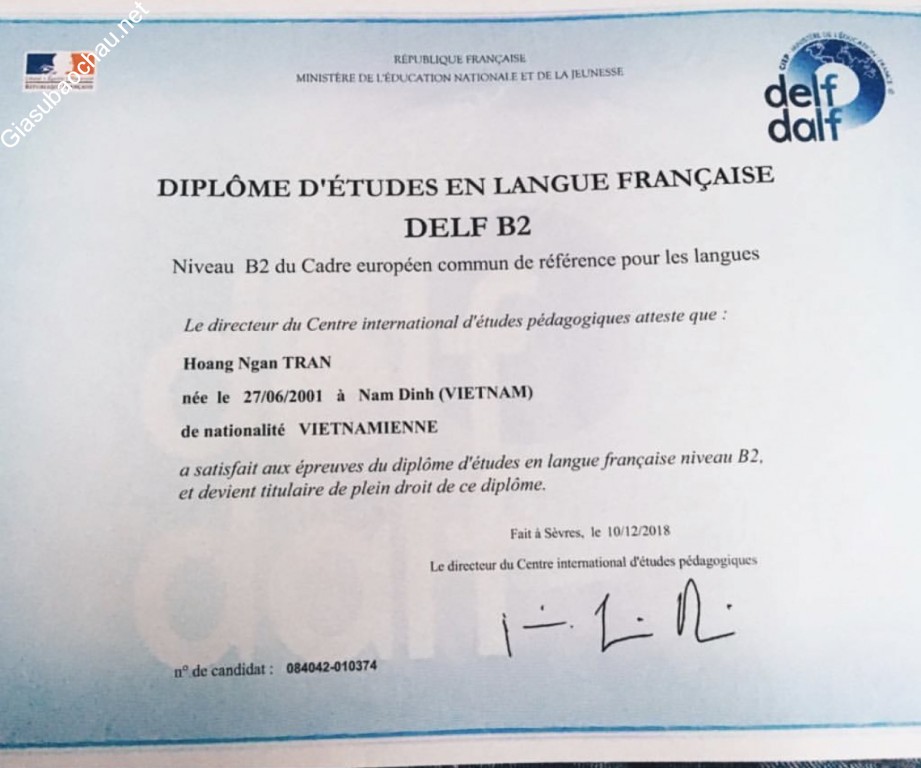 Giasubaochau.net
RÉPUBLIQUE FRANÇAISE
MINISTÈRE DE L'ÉDUCATION NATIONALE ET DE LA JEUNESSE
delf
dalf
DIPLÔME D'ÉTUDES EN LANGUE FRANÇAISE
DELF B2
Niveau B2 du Cadre européen commun de référence pour les langues
Le directeur du Centre international d'études pédagogiques atteste que :
Hoang Ngan TRAN
née le 27/06/2001 à Nam Dinh (VIETNAM)
de nationalité VIETNAMIENNE
a satisfait aux épreuves du diplôme d'études en langue française niveau B2,
et devient titulaire de plein droit de ce diplôme.
Fait à Sèvres, le 10/12/2018
Le directeur du Centre international d'études pédagogiques
n° de candidat : 084042-010374